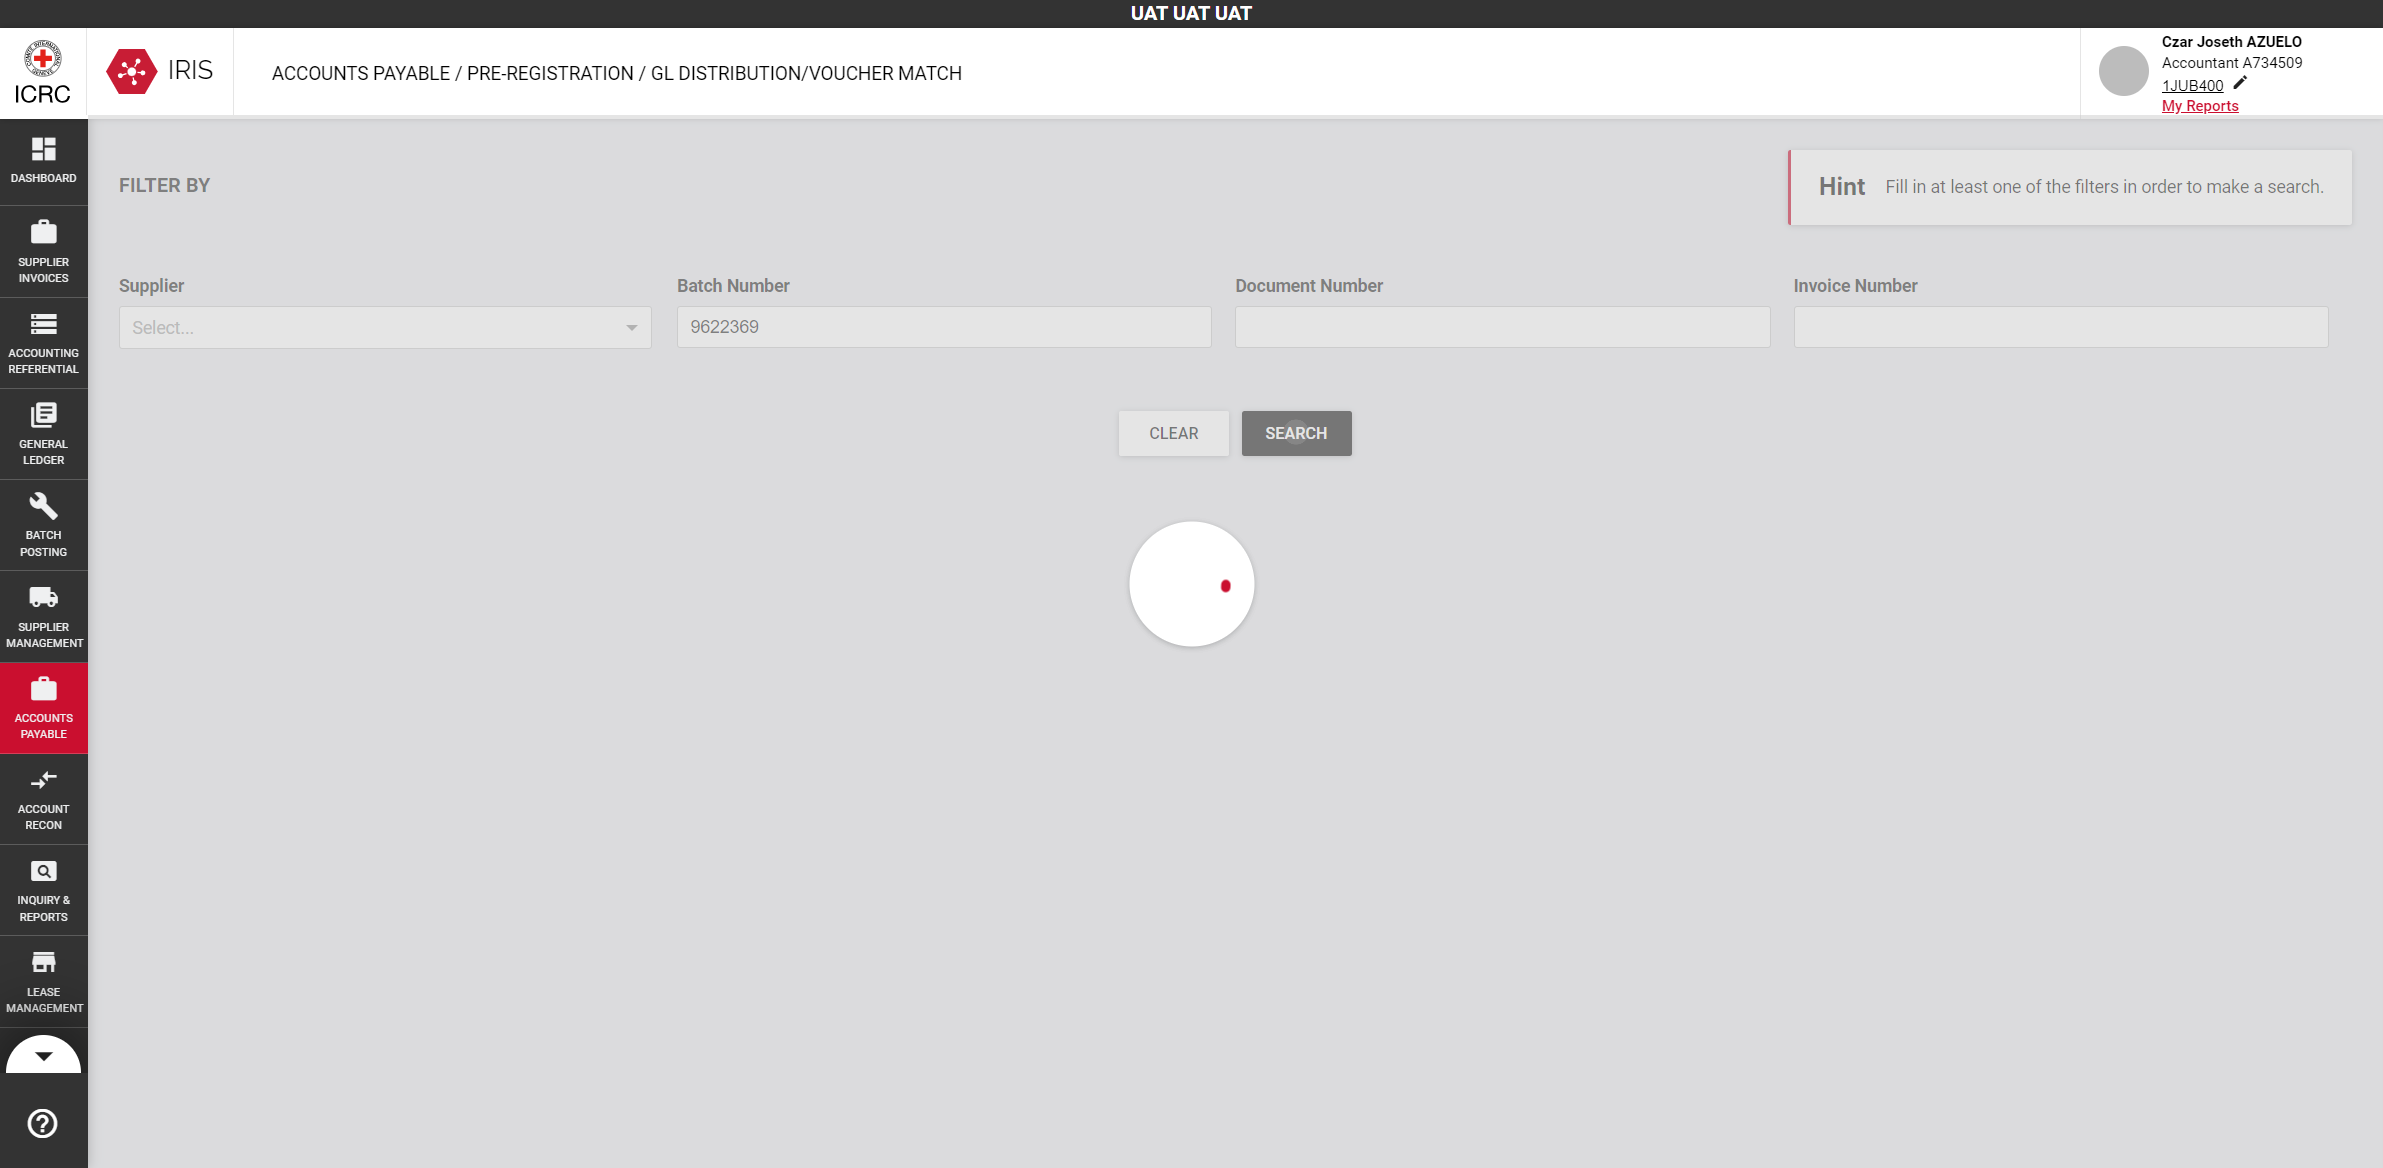 UAT UAT UAT
ICRC
IRIS
ACCOUNTS PAYABLE / PRE-REGISTRATION / GL DISTRIBUTION/VOUCHER MATCH
Czar Joseth AZUELO
Accountant A734509
1JUB400
My Reports
DASHBOARD
SUPPLIER
INVOICES
ACCOUNTING
REFERENTIAL
GENERAL
LEDGER
BATCH
POSTING
SUPPLIER
MANAGEMENT
ACCOUNTS
PAYABLE
ACCOUNT
RECON
INQUIRY &
REPORTS
LEASE
MANAGEMENT
FILTER BY
Hint Fill in at least one of the filters in order to make a search.
Supplier
Select...
Batch Number
9622369
Document Number
Invoice Number
CLEAR
SEARCH